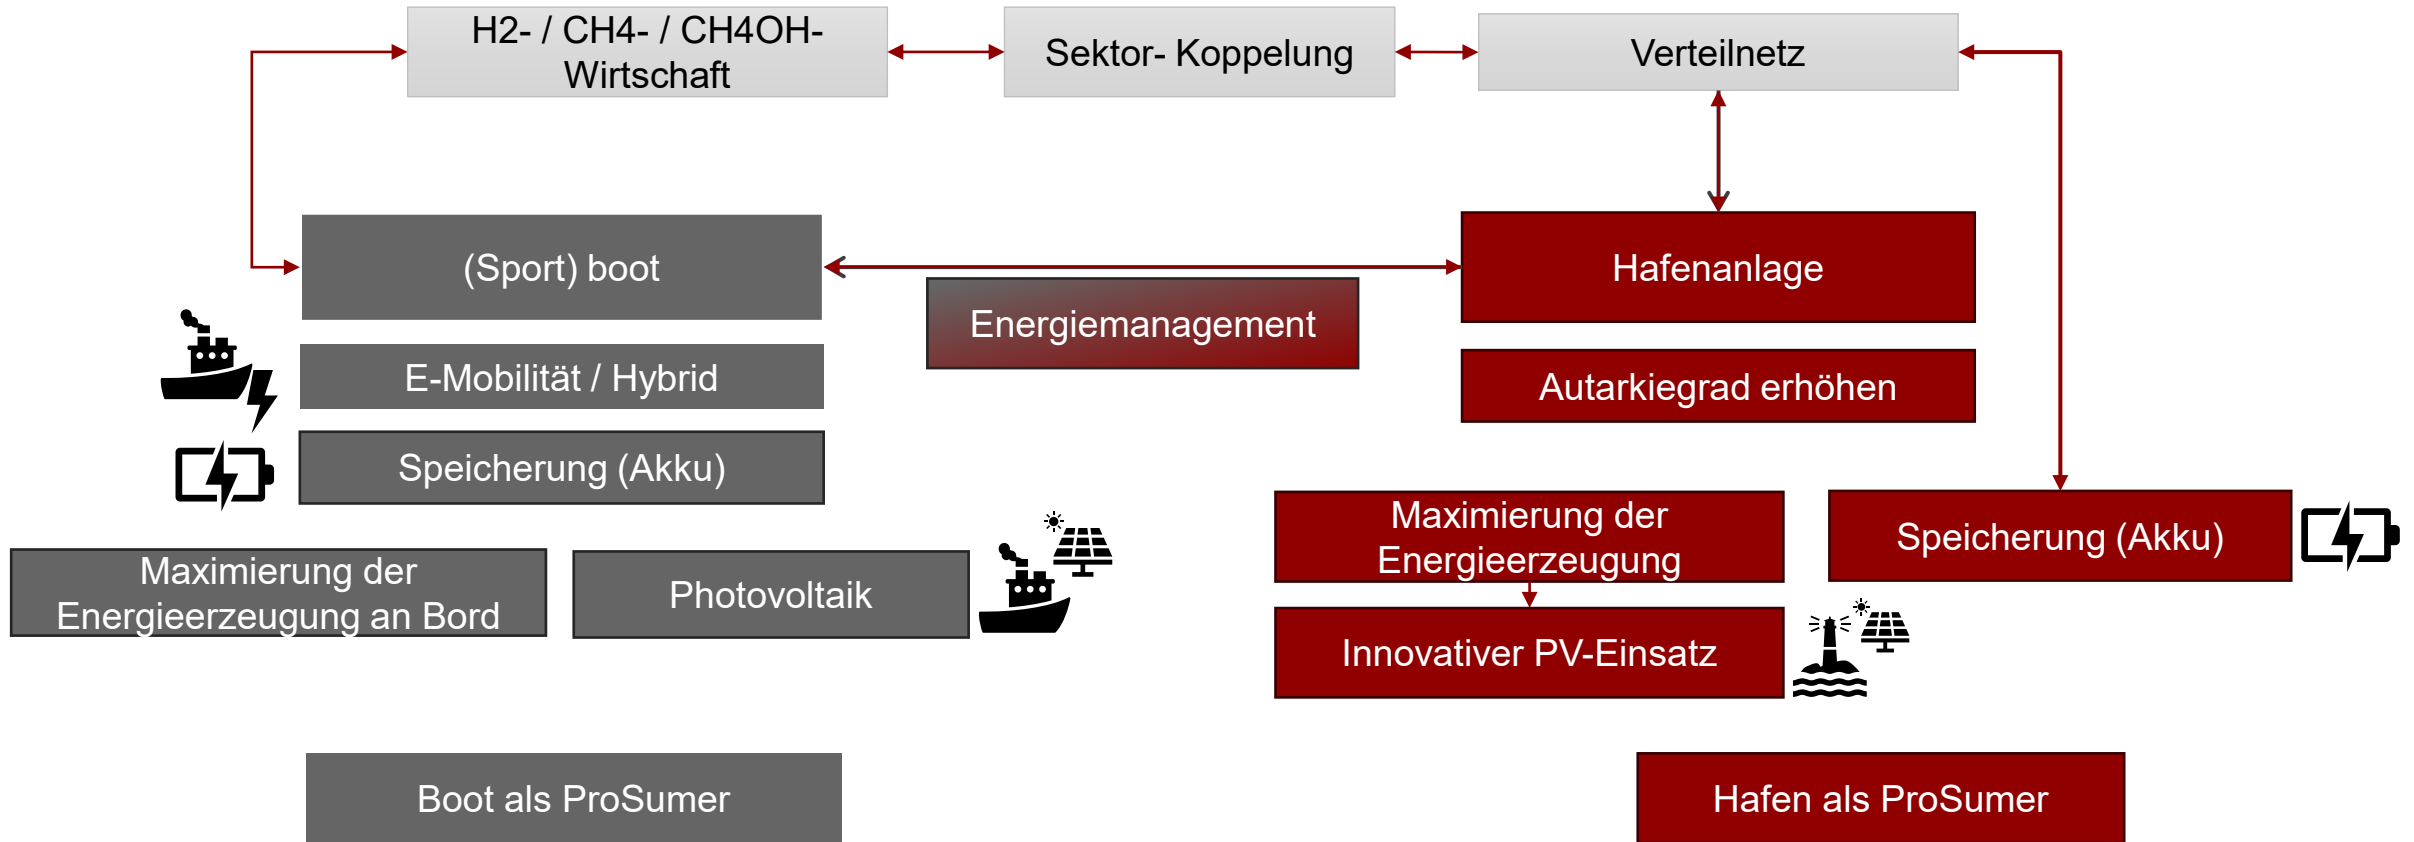 H2- / CH4- / CH4OH-
Wirtschaft
Sektor- Koppelung
Verteilnetz
(Sport) boot
Hafenanlage
Energiemanagement
E-Mobilität / Hybrid
Autarkiegrad erhöhen
Speicherung (Akku)
Maximierung der
Energieerzeugung
Speicherung (Akku)
Maximierung der
Energieerzeugung an Bord
Photovoltaik
Innovativer PV-Einsatz
Boot als ProSumer
Hafen als ProSumer